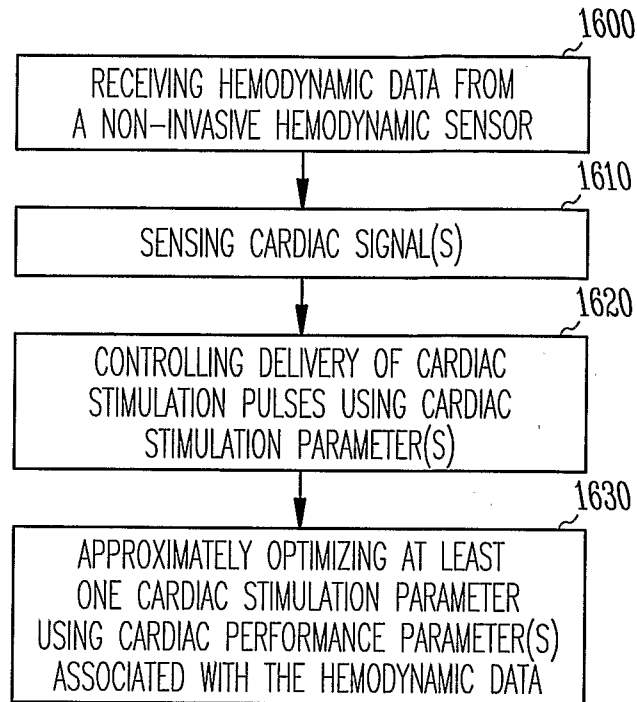 1600
RECEIVING HEMODYNAMIC DATA FROM
A NON-INVASIVE HEMODYNAMIC SENSOR
1610
SENSING CARDIAC SIGNAL(S)
1620
CONTROLLING DELIVERY OF CARDIAC
STIMULATION PULSES USING CARDIAC
STIMULATION PARAMETER(S)
1630
APPROXIMATELY OPTIMIZING AT LEAST
ONE CARDIAC STIMULATION PARAMETER
USING CARDIAC PERFORMANCE PARAMETER(S)
ASSOCIATED WITH THE HEMODYNAMIC DATA